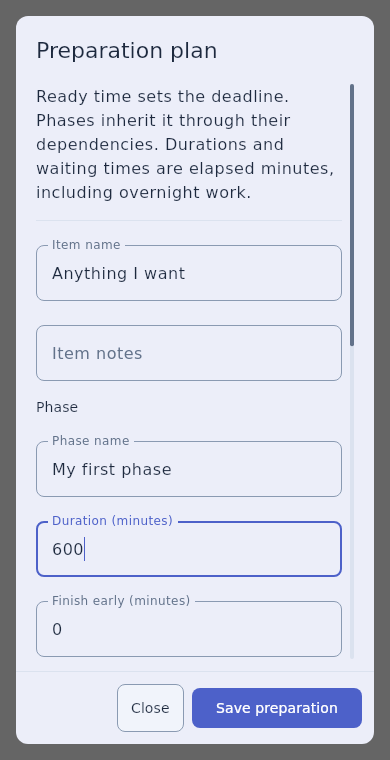 Preparation plan
Ready time sets the deadline.
Phases inherit it through their
dependencies. Durations and
waiting times are elapsed minutes,
including overnight work.
Item name
Anything I want
Item notes
Phase
Phase name
My first phase
Duration (minutes)
600
Finish early (minutes)
0
Close
Save preparation